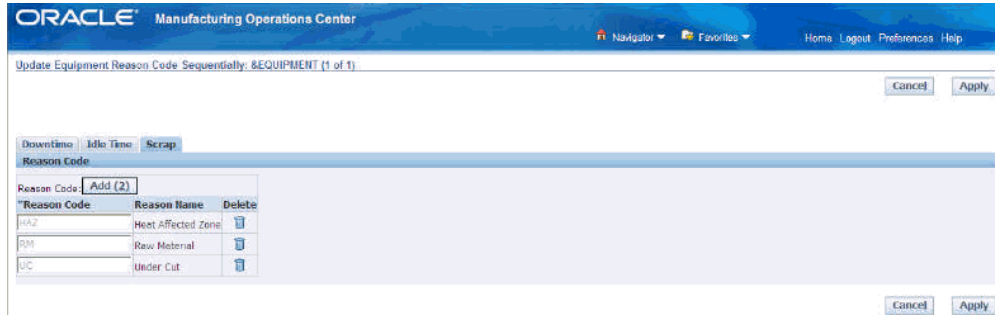 ORACLE Manufacturing Operations Center
Navigator Favorites Home Logout Preferences Help
Update Equipment Reason Code Sequentially: &EQUIPMENT (1 of 1)
Cancel Apply
Downtime Idle Time Scrap
Reason Code
Reason Code: Add (2)
*Reason Code Reason Name Delete
HAZ Heat Affected Zone
RM Raw Material
UC Under Cut
Cancel Apply